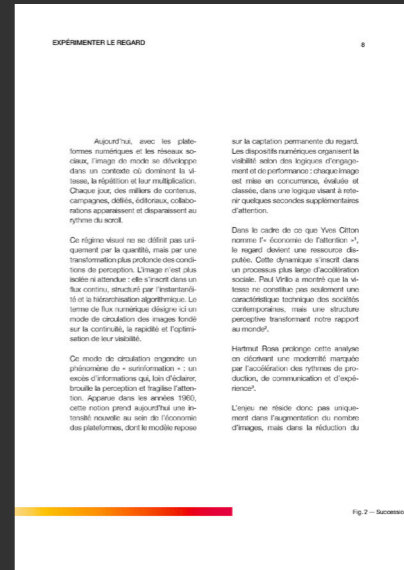 EXPÉRIMENTER LE REGARD
8
Aujourd'hui, avec les plate-
formes numériques et les réseaux so-
ciaux, l'image de mode se développe
dans un contexte où dominent la vi-
tesse, la répétition et leur multiplication.
Chaque jour, des milliers de contenus,
campagnes, défilés, éditoriaux, collabo-
rations apparaissent et disparaissent au
rythme du scroll.
Ce régime visuel ne se définit pas uni-
quement par la quantité, mais par une
transformation plus profonde des condi-
tions de perception. L'image n'est plus
isolée ni attendue : elle s'inscrit dans un
flux continu, structuré par l'instantanéi-
té et la hiérarchisation algorithmique. Le
terme de flux numérique désigne ici un
mode de circulation des images fondé
sur la continuité, la rapidité et l'optimi-
sation de leur visibilité.
Ce mode de circulation engendre un
phénomène de « surinformation » : un
excès d'informations qui, loin d'éclairer,
brouille la perception et fragilise l'atten-
tion. Apparue dans les années 1960,
cette notion prend aujourd'hui une in-
tensité nouvelle au sein de l'économie
des plateformes, dont le modèle repose
sur la captation permanente du regard.
Les dispositifs numériques organisent la
visibilité selon des logiques d'engage-
ment et de performance : chaque image
est mise en concurrence, évaluée et
classée, dans une logique visant à rete-
nir quelques secondes supplémentaires
d'attention.
Dans le cadre de ce que Yves Citton
nomme l'« économie de l'attention »¹,
le regard devient une ressource dis-
putée. Cette dynamique s'inscrit dans
un processus plus large d'accélération
sociale. Paul Virilio a montré que la vi-
tesse ne constitue pas seulement une
caractéristique technique des sociétés
contemporaines, mais une structure
perceptive transformant notre rapport
au monde².
Hartmut Rosa prolonge cette analyse
en décrivant une modernité marquée
par l'accélération des rythmes de pro-
duction, de communication et d'expé-
rience³.
L'enjeu ne réside donc pas unique-
ment dans l'augmentation du nombre
d'images, mais dans la réduction du
Fig. 2 — Succession